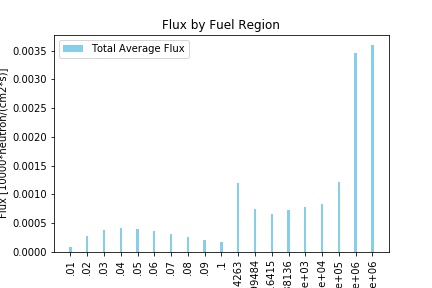 Flux by Fuel Region
Total Average Flux
Flux [10000*neutron/(cm2*s)]
0.0035
0.0030
0.0025
0.0020
0.0015
0.0010
0.0005
0.0000
.01
.02
.03
.04
.05
.06
.07
.08
.09
.1
4263
9484
.6415
8136
e+03
e+04
e+05
e+06
e+06